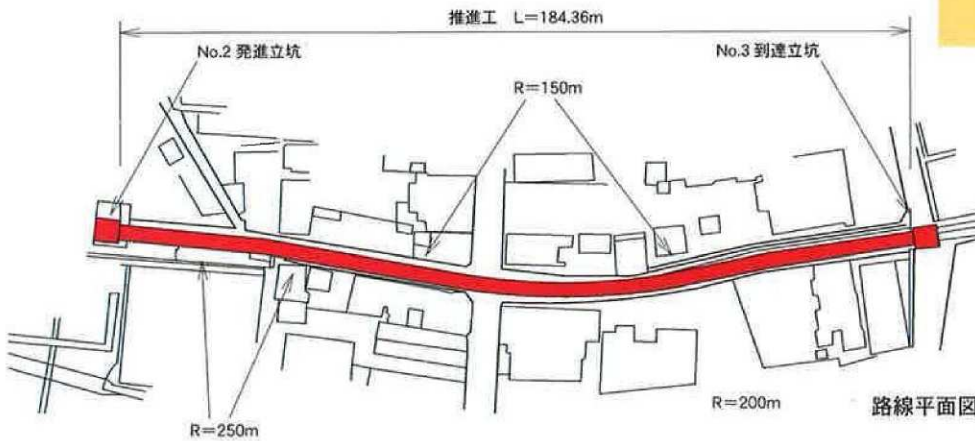 推進工 L=184.36m
No.2 発進立坑
No.3 到達立坑
R=150m
R=200m
路線平面図
R=250m